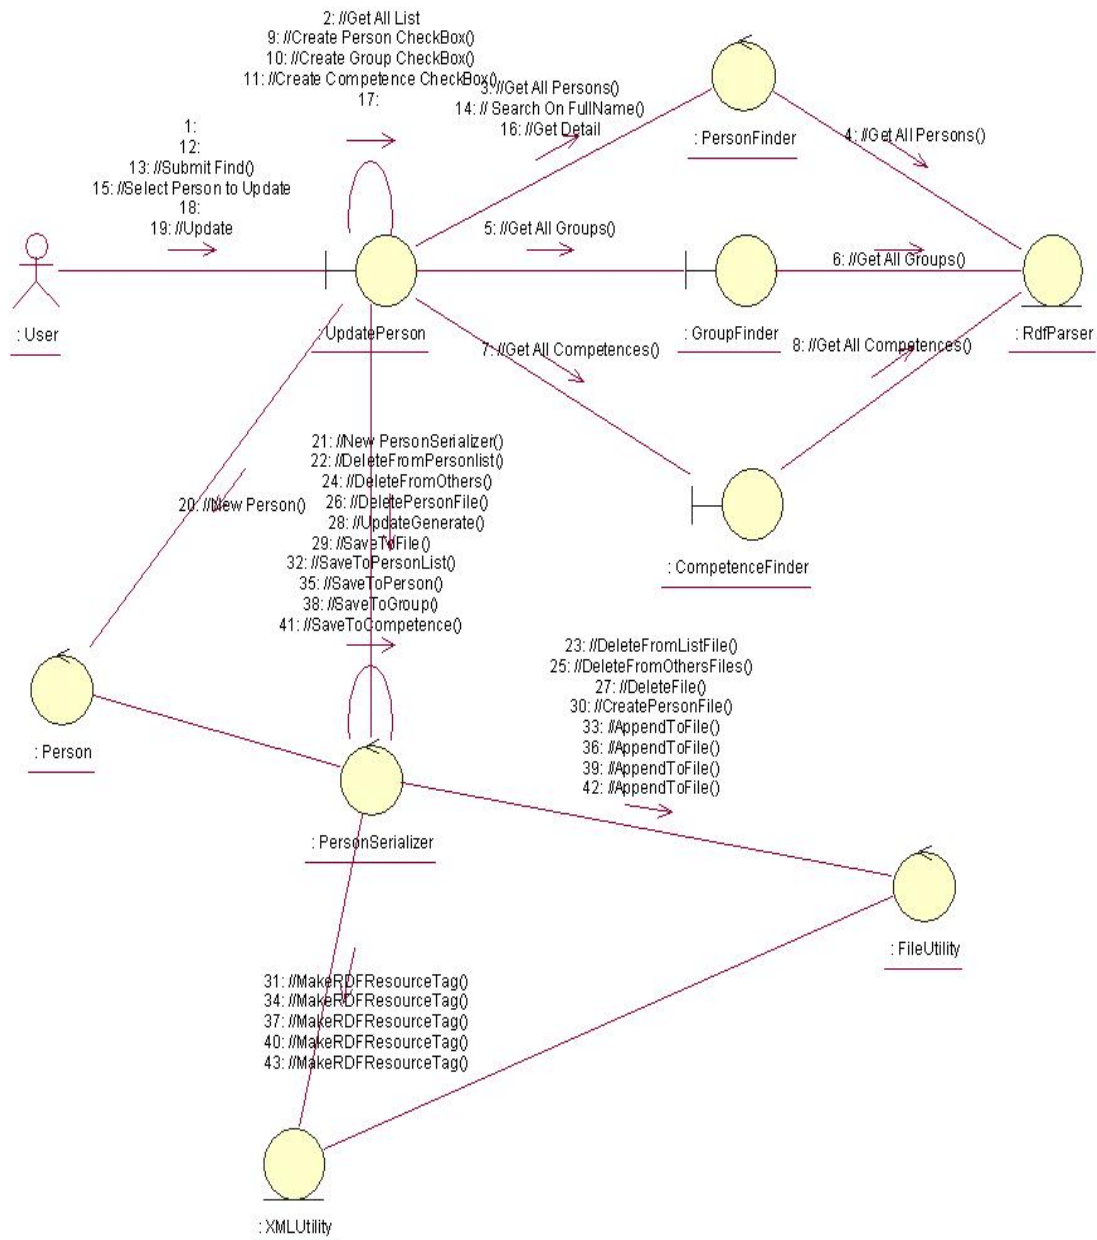 2: //Get All List
9: //Create Person CheckBox()
10: //Create Group CheckBox()
11: //Create Competence CheckBox()
17:
3: //Get All Persons()
14: // Search On FullName()
16: //Get Detail
: PersonFinder
4: //Get All Persons()
1:
12:
13: //Submit Find()
15: //Select Person to Update
18:
19: //Update
5: //Get All Groups()
6: //Get All Groups()
: User
: UpdatePerson
: GroupFinder
: RdfParser
7: //Get All Competences()
8: //Get All Competences()
21: //New PersonSerializer()
22: //DeleteFromPersonlist()
24: //DeleteFromOthers()
26: //DeletePersonFile()
28: //UpdateGenerate()
29: //SaveToFile()
32: //SaveToPersonList()
35: //SaveToPerson()
38: //SaveToGroup()
41: //SaveToCompetence()
20: //New Person()
: CompetenceFinder
23: //DeleteFromListFile()
25: //DeleteFromOthersFiles()
27: //DeleteFile()
30: //CreatePersonFile()
33: //AppendToFile()
36: //AppendToFile()
39: //AppendToFile()
42: //AppendToFile()
: Person
: PersonSerializer
: FileUtility
31: //MakeRDFResourceTag()
34: //MakeRDFResourceTag()
37: //MakeRDFResourceTag()
40: //MakeRDFResourceTag()
43: //MakeRDFResourceTag()
: XMLUtility